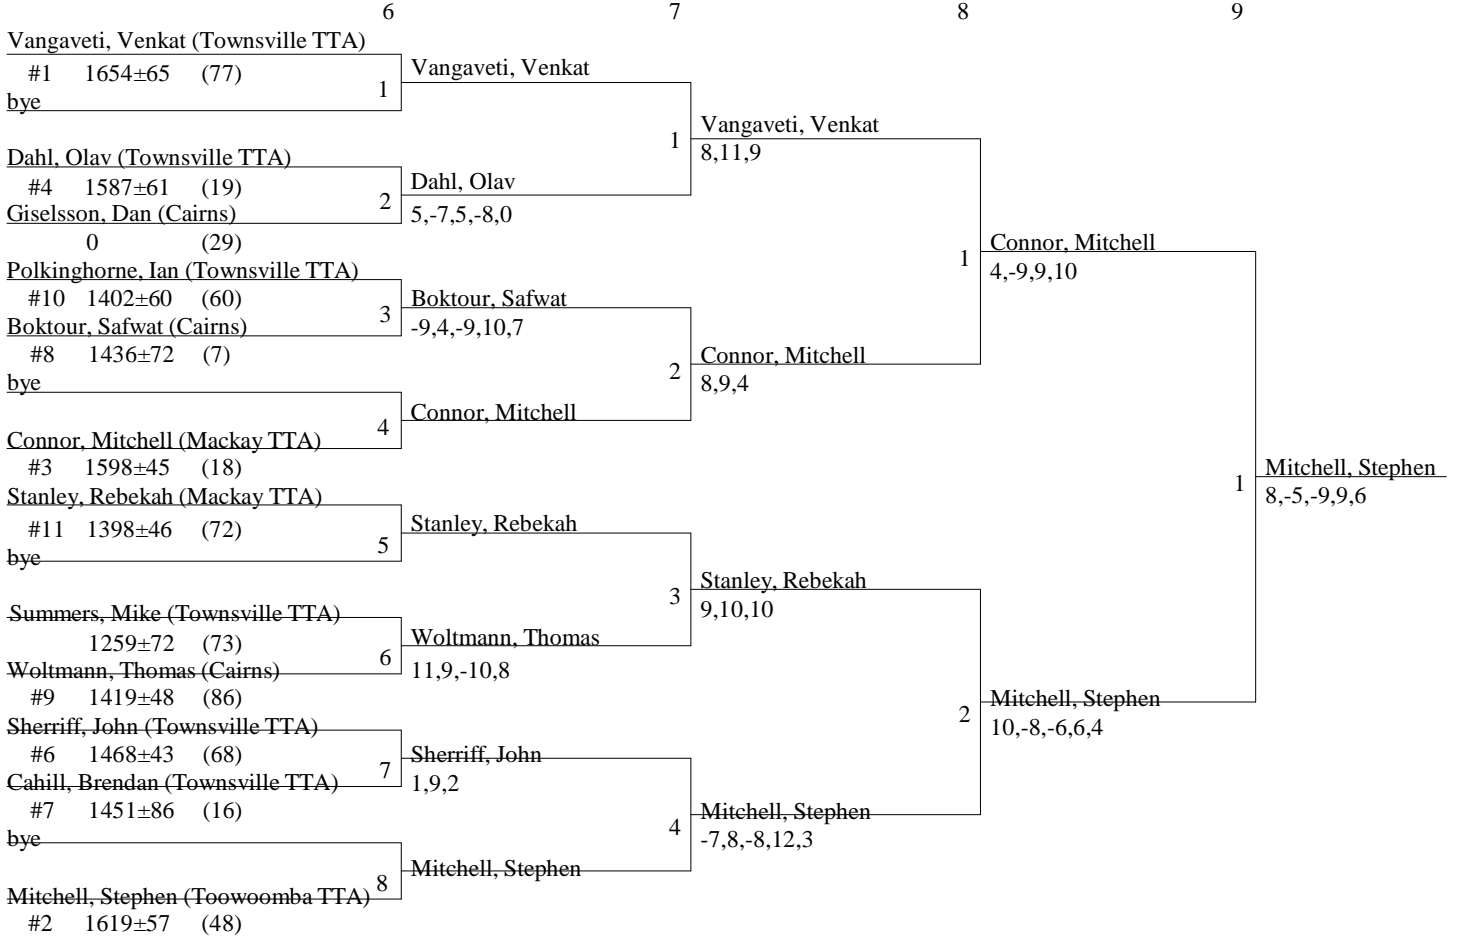 6 7 8 9
Vangaveti, Venkat (Townsville TTA)
#1 1654±65 (77)
bye
1
Dahl, Olav (Townsville TTA)
#4 1587±61 (19)
Giselsson, Dan (Cairns)
0 (29)
2
Polkinghorne, Ian (Townsville TTA)
#10 1402±60 (60)
Boktour, Safwat (Cairns)
#8 1436±72 (7)
3
bye
Connor, Mitchell (Mackay TTA)
#3 1598±45 (18)
4
Stanley, Rebekah (Mackay TTA)
#11 1398±46 (72)
bye
5
Summers, Mike (Townsville TTA)
1259±72 (73)
Woltmann, Thomas (Cairns)
#9 1419±48 (86)
6
Sherriff, John (Townsville TTA)
#6 1468±43 (68)
Cahill, Brendan (Townsville TTA)
#7 1451±86 (16)
7
bye
Mitchell, Stephen (Toowoomba TTA)
#2 1619±57 (48)
8
Vangaveti, Venkat
Dahl, Olav
5,-7,5,-8,0
1
Boktour, Safwat
-9,4,-9,10,7
Connor, Mitchell
2
Stanley, Rebekah
Woltmann, Thomas
11,9,-10,8
3
Sherriff, John
1,9,2
Mitchell, Stephen
4
Vangaveti, Venkat
8,11,9
Connor, Mitchell
8,9,4
1
Stanley, Rebekah
9,10,10
Mitchell, Stephen
-7,8,-8,12,3
2
Connor, Mitchell
4,-9,9,10
Mitchell, Stephen
10,-8,-6,6,4
1
Mitchell, Stephen
8,-5,-9,9,6